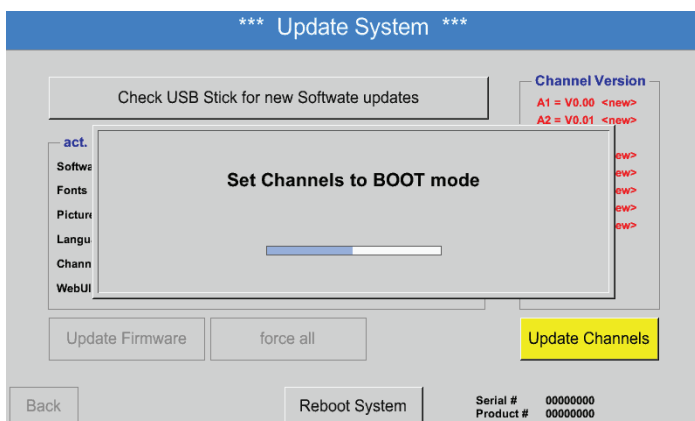 *** Update System ***
Channel Version
Check USB Stick for new Softwate updates
A1 = V0.00 <new>
A2 = V0.01 <new>
act.
Set Channels to BOOT mode
Fonts
Update Firmware
force all
Update Channels
Back
Reboot System
Serial # 00000000
Product # 00000000